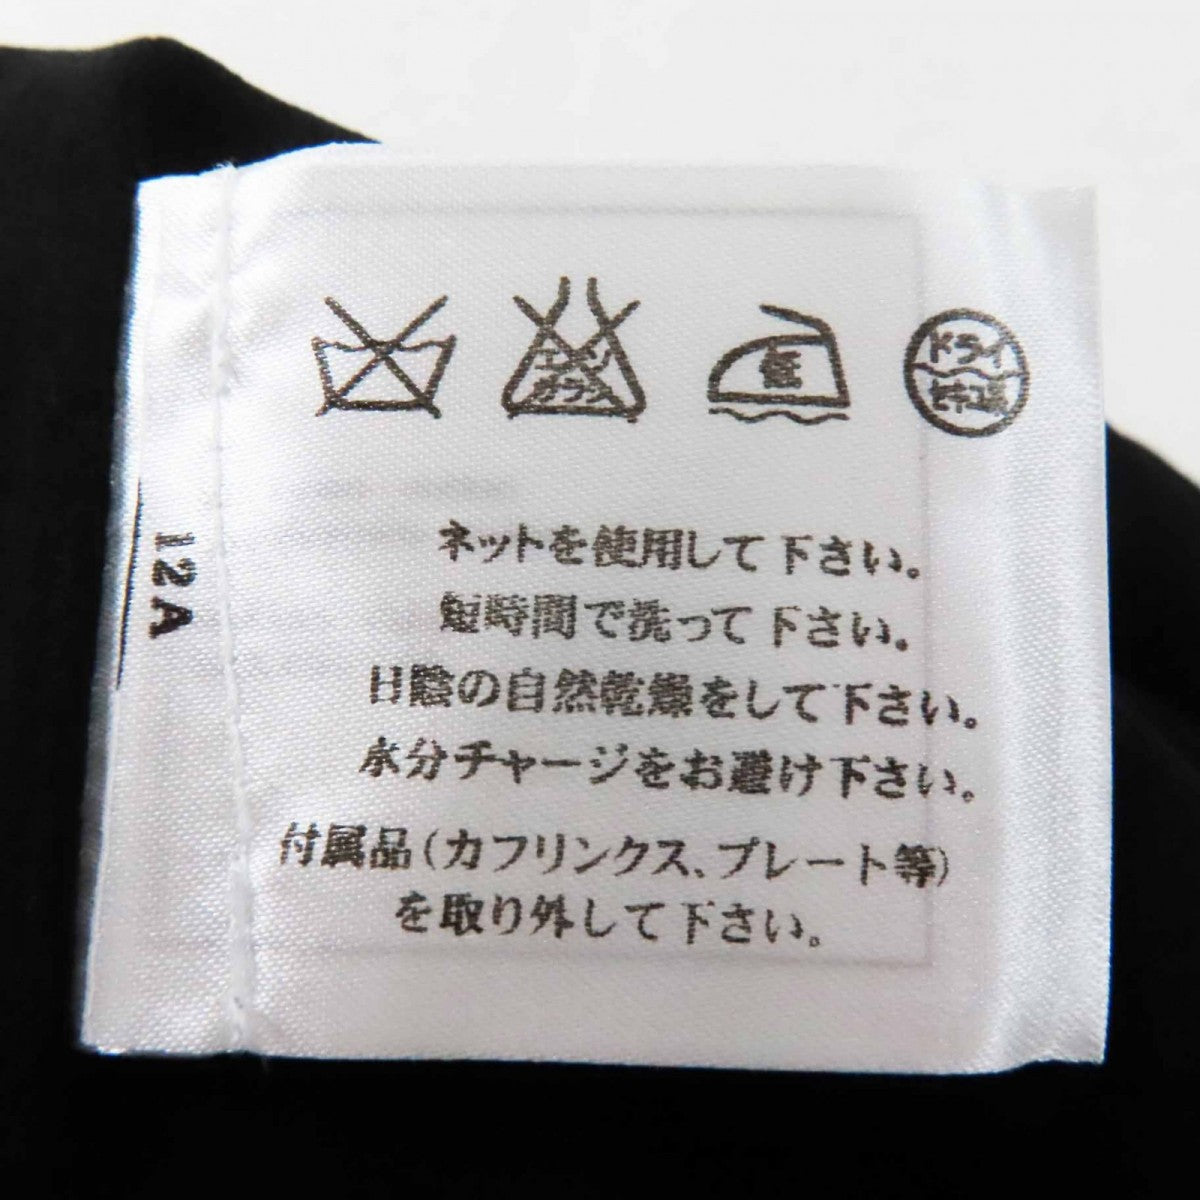 エンソ
サラシ
低
ドライ
セキユ系
ネットを使用して下さい。
短時間で洗って下さい。
日陰の自然乾燥をして下さい。
水分チャージをお避け下さい。
付属品(カフリンクス、プレート等)
を取り外して下さい。
12A